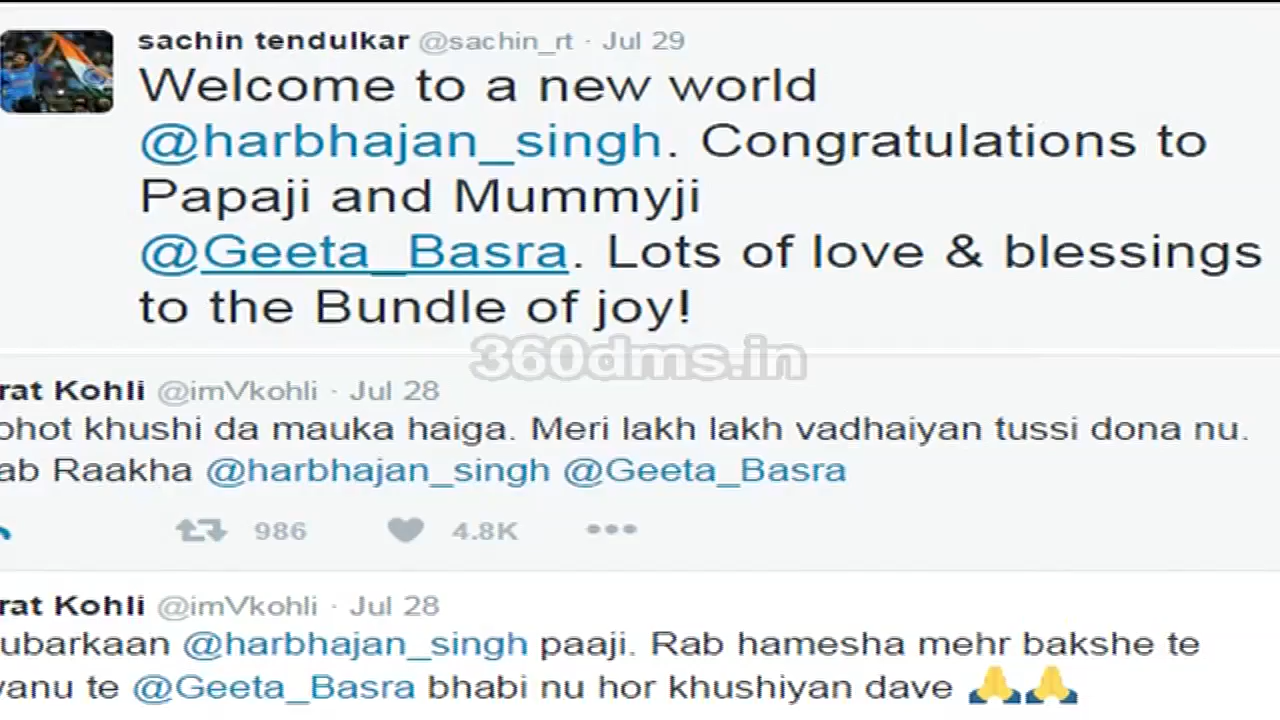 sachin tendulkar @sachin_rt · Jul 29
Welcome to a new world
@harbhajan_singh. Congratulations to
Papaji and Mummyji
@Geeta_Basra. Lots of love & blessings
to the Bundle of joy!
360dms.in
rat Kohli @imVkohli · Jul 28
ohot khushi da mauka haiga. Meri lakh lakh vadhaiyan tussi dona nu.
ab Raakha @harbhajan_singh @Geeta_Basra
986 4.8K •••
rat Kohli @imVkohli · Jul 28
ubarkaan @harbhajan_singh paaji. Rab hamesha mehr bakshe te
vanu te @Geeta_Basra bhabi nu hor khushiyan dave 🙏🙏